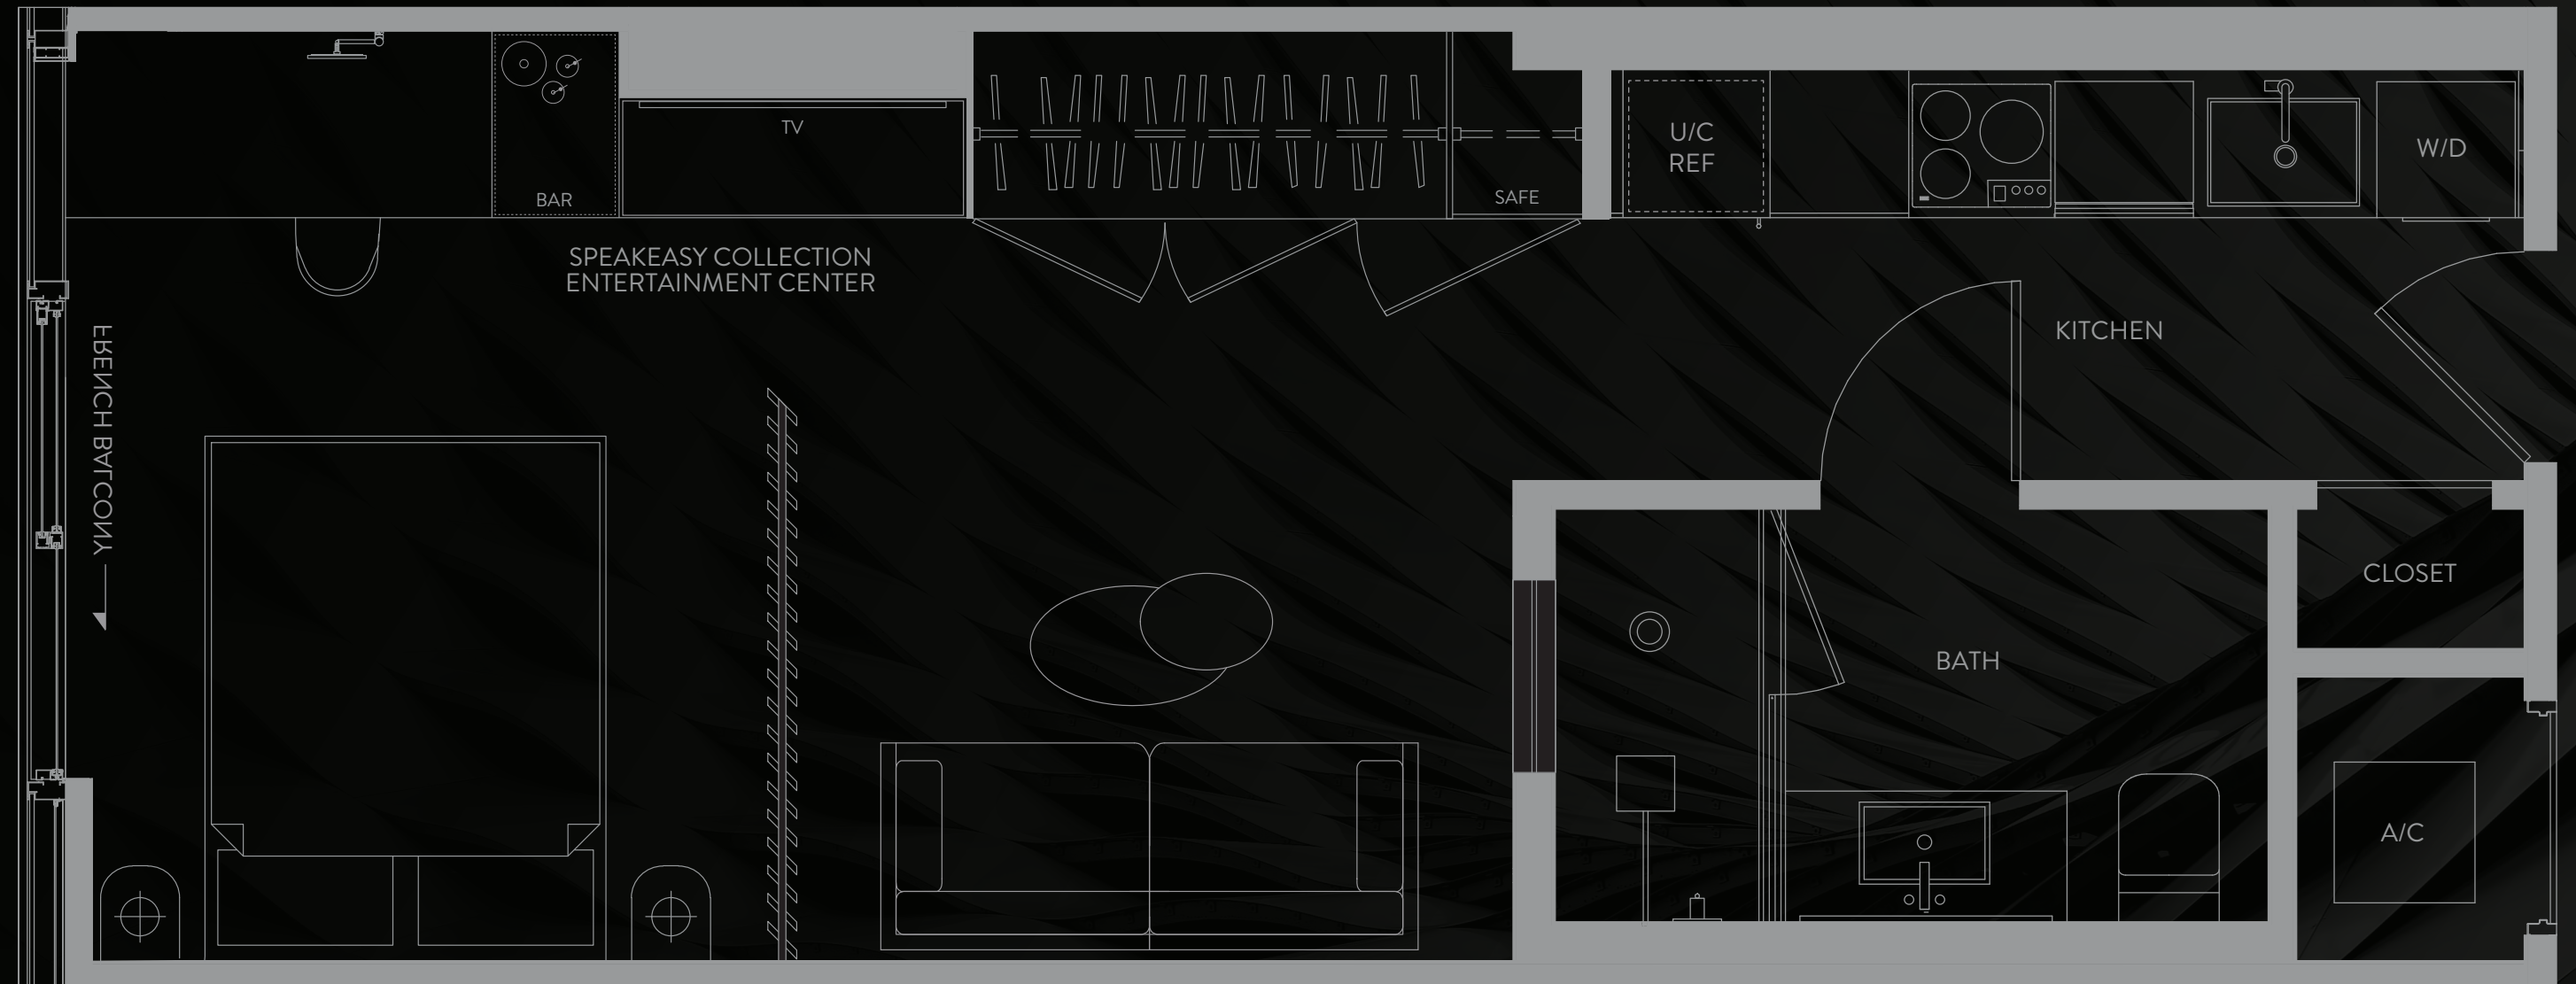 TV
BAR
SAFE
U/C
REF
W/D
SPEAKEASY COLLECTION
ENTERTAINMENT CENTER
KITCHEN
FRENCH BALCONY
CLOSET
BATH
A/C